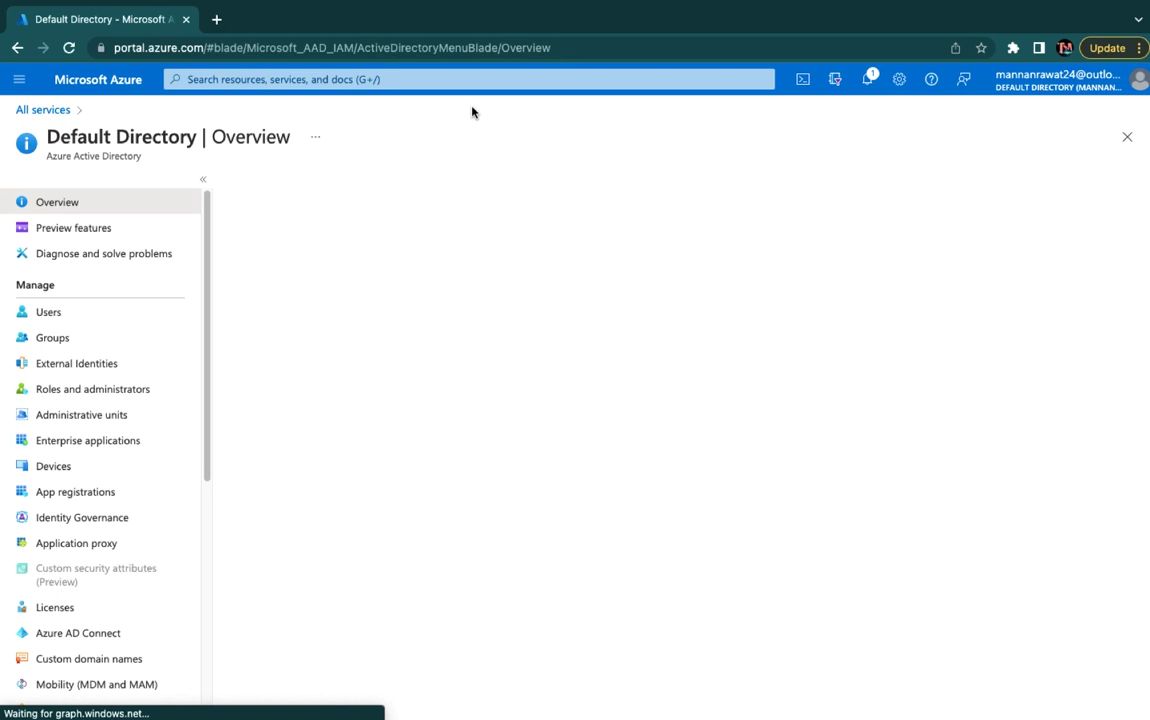 Default Directory - Microsoft A
portal.azure.com/#blade/Microsoft_AAD_IAM/ActiveDirectoryMenuBlade/Overview
Update
Microsoft Azure
Search resources, services, and docs (G+/)
1
mannanrawat24@outlo...
DEFAULT DIRECTORY (MANNAN...
All services
Default Directory | Overview
...
Azure Active Directory
Overview
Preview features
Diagnose and solve problems
Manage
Users
Groups
External Identities
Roles and administrators
Administrative units
Enterprise applications
Devices
App registrations
Identity Governance
Application proxy
Custom security attributes
(Preview)
Licenses
Azure AD Connect
Custom domain names
Mobility (MDM and MAM)
Waiting for graph.windows.net...